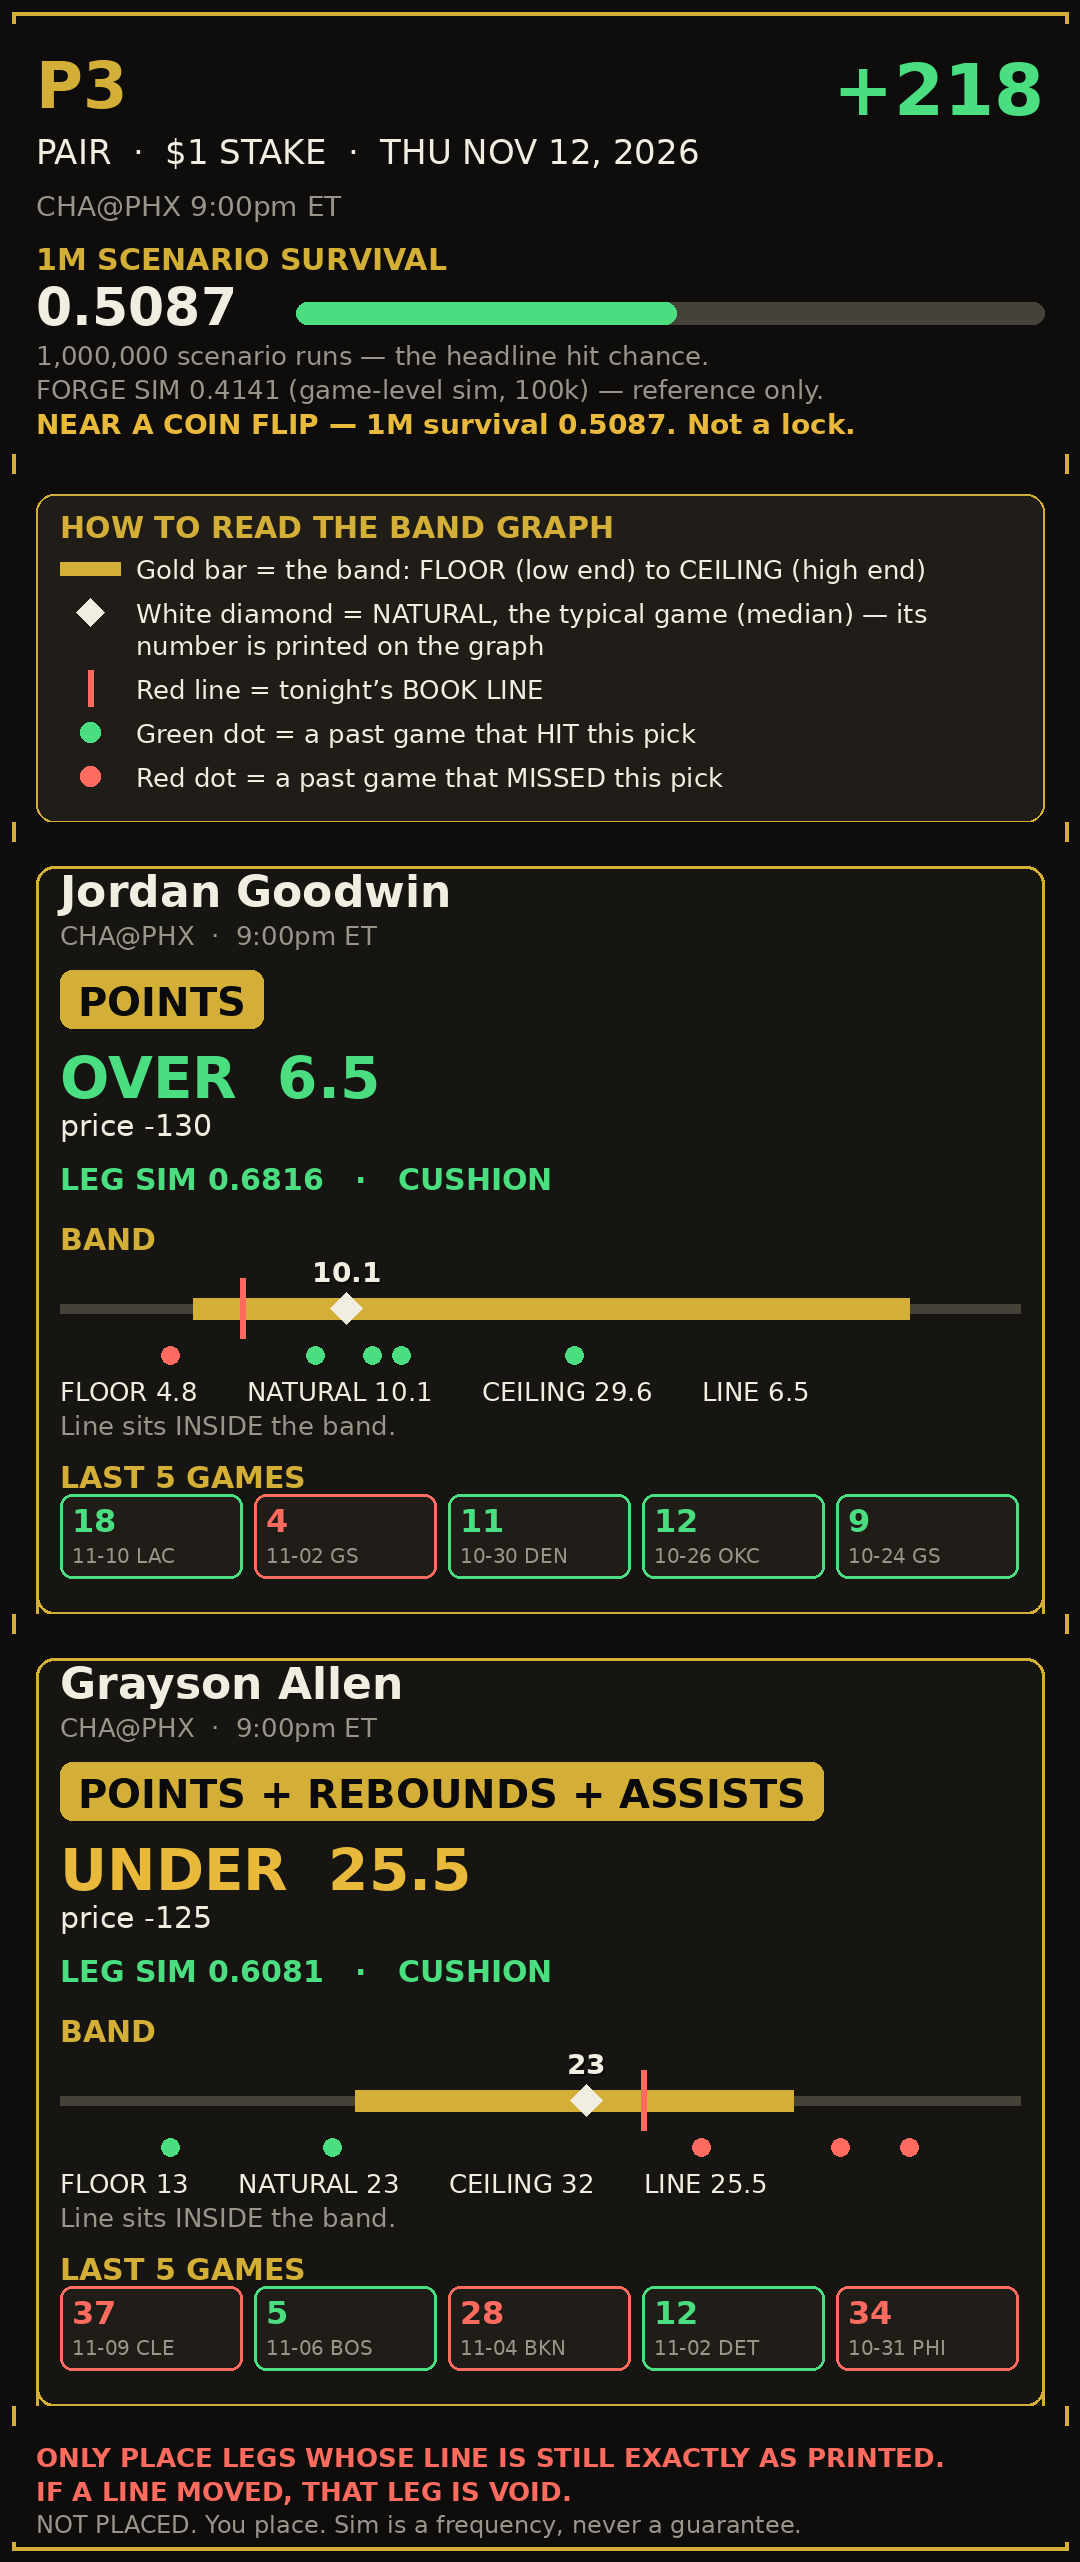 P3
+218
PAIR · $1 STAKE · THU NOV 12, 2026
CHA@PHX 9:00pm ET
1M SCENARIO SURVIVAL
0.5087
1,000,000 scenario runs — the headline hit chance.
FORGE SIM 0.4141 (game-level sim, 100k) — reference only.
NEAR A COIN FLIP — 1M survival 0.5087. Not a lock.
HOW TO READ THE BAND GRAPH
Gold bar = the band: FLOOR (low end) to CEILING (high end)
White diamond = NATURAL, the typical game (median) — its
number is printed on the graph
Red line = tonight’s BOOK LINE
Green dot = a past game that HIT this pick
Red dot = a past game that MISSED this pick
Jordan Goodwin
CHA@PHX · 9:00pm ET
POINTS
OVER 6.5
price -130
LEG SIM 0.6816 · CUSHION
BAND
10.1
FLOOR 4.8 NATURAL 10.1 CEILING 29.6 LINE 6.5
Line sits INSIDE the band.
LAST 5 GAMES
18 4 11 12 9
11-10 LAC 11-02 GS 10-30 DEN 10-26 OKC 10-24 GS
Grayson Allen
CHA@PHX · 9:00pm ET
POINTS + REBOUNDS + ASSISTS
UNDER 25.5
price -125
LEG SIM 0.6081 · CUSHION
BAND
23
FLOOR 13 NATURAL 23 CEILING 32 LINE 25.5
Line sits INSIDE the band.
LAST 5 GAMES
37 5 28 12 34
11-09 CLE 11-06 BOS 11-04 BKN 11-02 DET 10-31 PHI
ONLY PLACE LEGS WHOSE LINE IS STILL EXACTLY AS PRINTED.
IF A LINE MOVED, THAT LEG IS VOID.
NOT PLACED. You place. Sim is a frequency, never a guarantee.